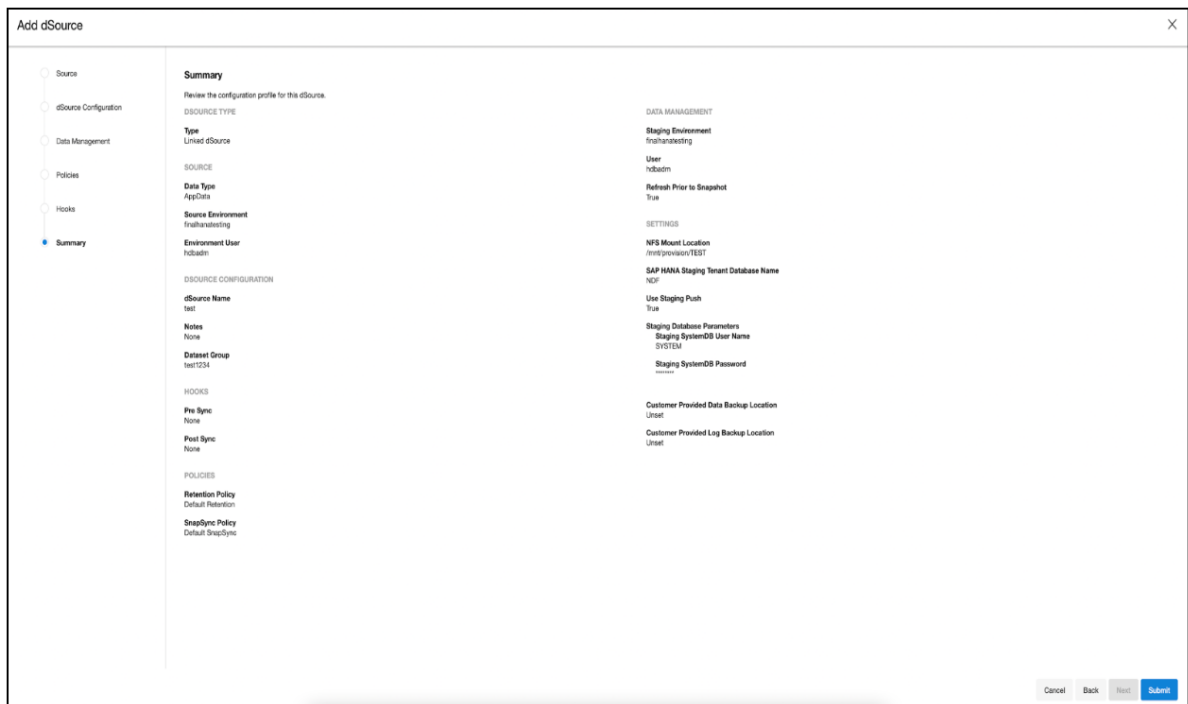 Add dSource
Source
dSource Configuration
Data Management
Policies
Hooks
Summary
Summary
Review the configuration profile for this dSource.
DSOURCE TYPE
Type
Linked dSource
SOURCE
Data Type
AppData
Source Environment
finalhanatesting
Environment User
hdbadm
DSOURCE CONFIGURATION
dSource Name
test
Notes
None
Dataset Group
test1234
HOOKS
Pre Sync
None
Post Sync
None
POLICIES
Retention Policy
Default Retention
SnapSync Policy
Default SnapSync
DATA MANAGEMENT
Staging Environment
finalhanatesting
User
hdbadm
Refresh Prior to Snapshot
True
SETTINGS
NFS Mount Location
/mnt/provision/TEST
SAP HANA Staging Tenant Database Name
NDF
Use Staging Push
True
Staging Database Parameters
Staging SystemDB User Name
SYSTEM
Staging SystemDB Password
********
Customer Provided Data Backup Location
Unset
Customer Provided Log Backup Location
Unset
Cancel Back Next Submit